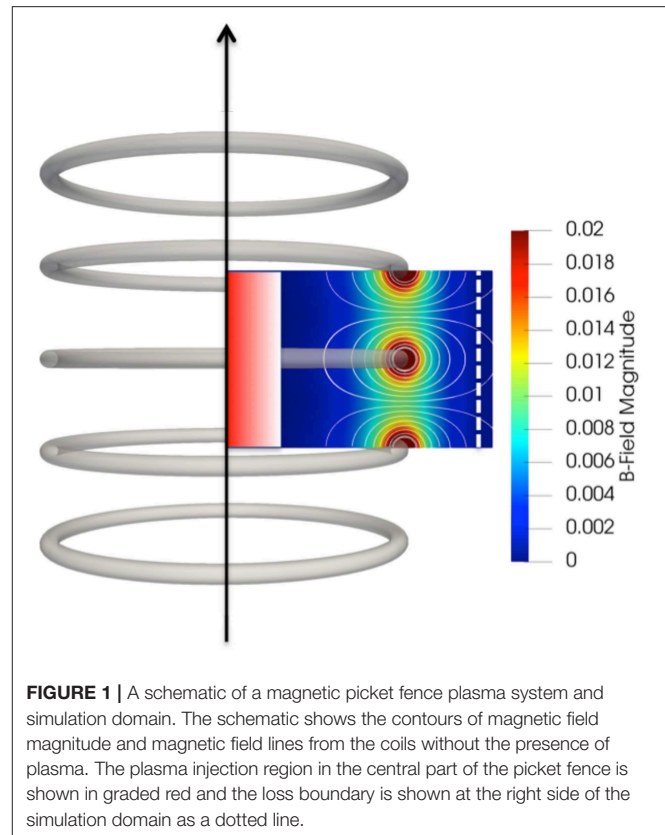 0.02
0.018
0.016
0.014
0.012
0.01
0.008
0.006
0.004
0.002
0
B-Field Magnitude
FIGURE 1 | A schematic of a magnetic picket fence plasma system and
simulation domain. The schematic shows the contours of magnetic field
magnitude and magnetic field lines from the coils without the presence of
plasma. The plasma injection region in the central part of the picket fence is
shown in graded red and the loss boundary is shown at the right side of the
simulation domain as a dotted line.